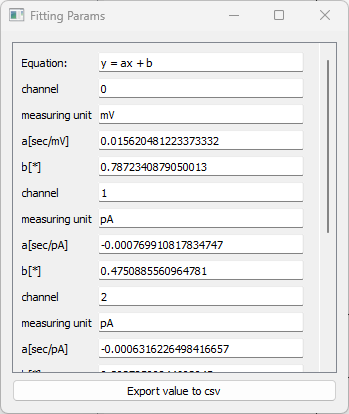 Fitting Params
Equation: y = ax + b
channel 0
measuring unit mV
a[sec/mV] 0.015620481223373332
b[*] 0.7872340879050013
channel 1
measuring unit pA
a[sec/pA] -0.000769910817834747
b[*] 0.4750885560964781
channel 2
measuring unit pA
a[sec/pA] -0.0006316226498416657
b[*]
Export value to csv